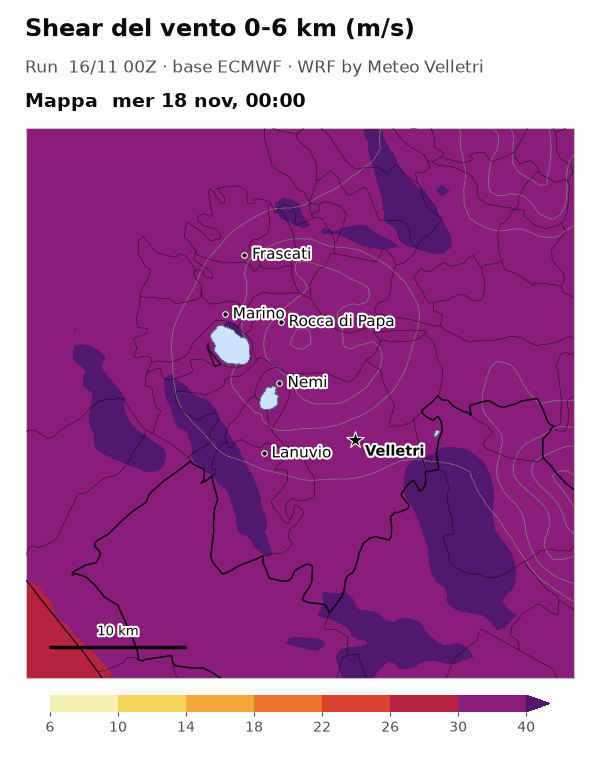 Shear del vento 0-6 km (m/s)
Run  16/11 00Z · base ECMWF · WRF by Meteo Velletri
Mappa  mer 18 nov, 00:00
Frascati
Marino
Rocca di Papa
Nemi
Velletri
Lanuvio
10 km
6 10 14 18 22 26 30 40